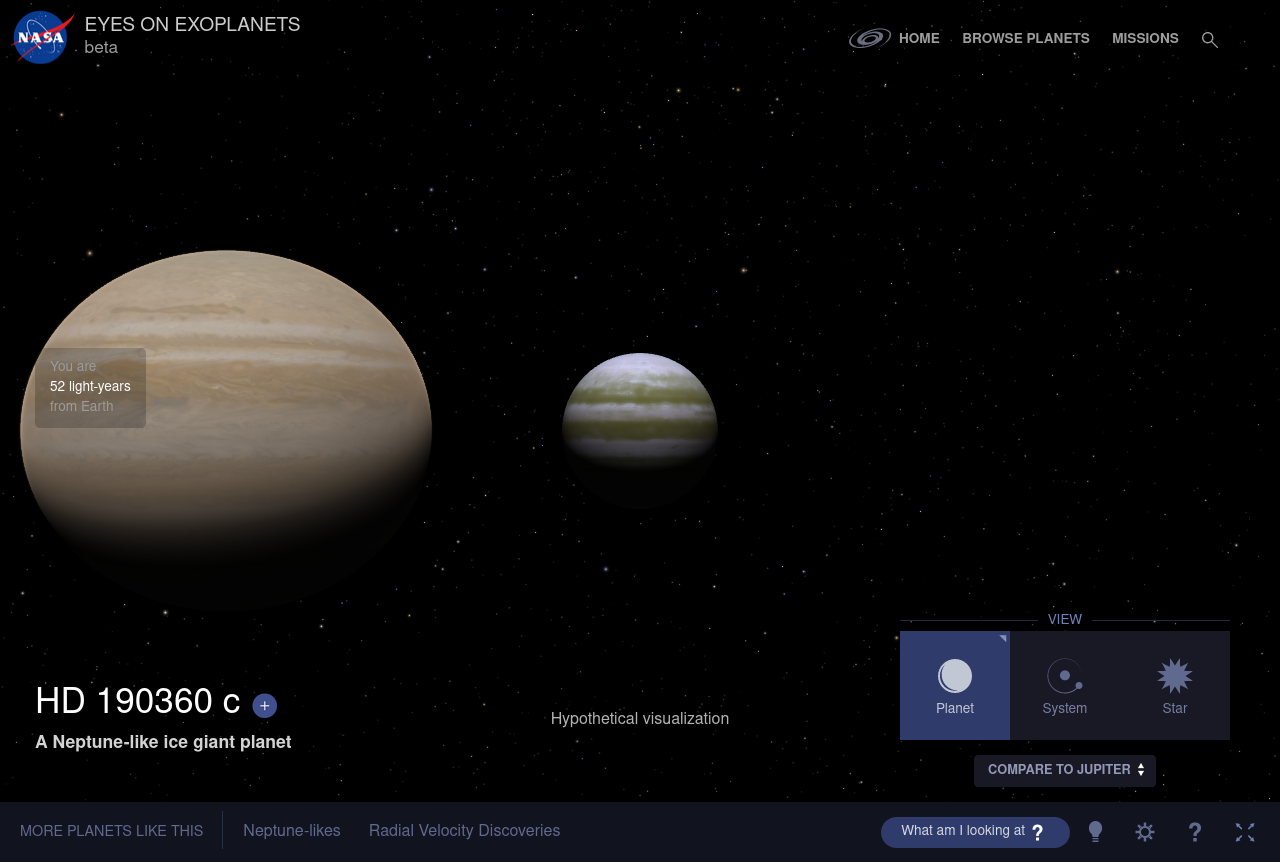 NASA
EYES ON EXOPLANETS
beta
HOME
BROWSE PLANETS
MISSIONS
You are
52 light-years
from Earth
VIEW
Planet
System
Star
HD 190360 c +
A Neptune-like ice giant planet
Hypothetical visualization
COMPARE TO JUPITER
MORE PLANETS LIKE THIS
Neptune-likes
Radial Velocity Discoveries
What am I looking at ?
?